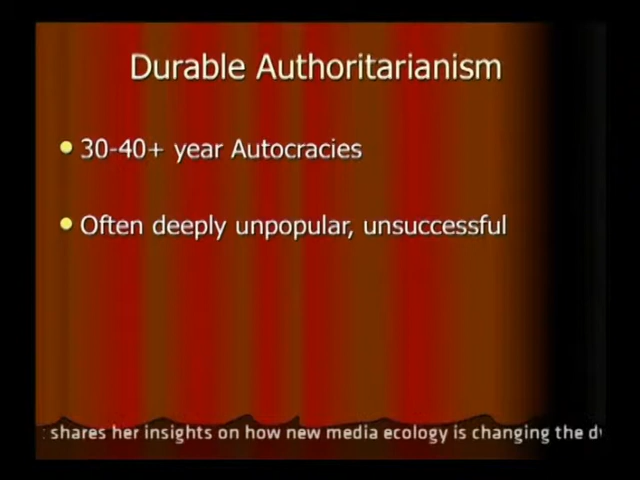 Durable Authoritarianism
30-40+ year Autocracies
Often deeply unpopular, unsuccessful
shares her insights on how new media ecology is changing the